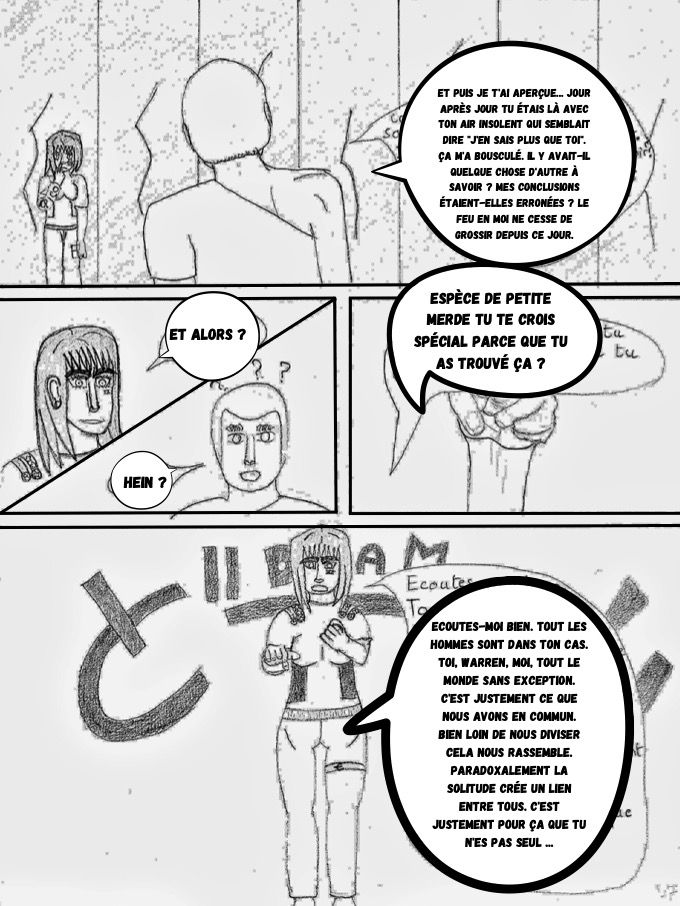 ET PUIS JE T'AI APERÇUE... JOUR
APRÈS JOUR TU ÉTAIS LÀ AVEC
TON AIR INSOLENT QUI SEMBLAIT
DIRE "J'EN SAIS PLUS QUE TOI".
ÇA M'A BOUSCULÉ. IL Y AVAIT-IL
QUELQUE CHOSE D'AUTRE À
SAVOIR ? MES CONCLUSIONS
ÉTAIENT-ELLES ERRONÉES ? LE
FEU EN MOI NE CESSE DE
GROSSIR DEPUIS CE JOUR.
ET ALORS ?
? ? ?
HEIN ?
ESPÈCE DE PETITE
MERDE TU TE CROIS
SPÉCIAL PARCE QUE TU
AS TROUVÉ ÇA ?
tu
tu
Ecoutes
ECOUTES-MOI BIEN. TOUT LES
HOMMES SONT DANS TON CAS.
TOI, WARREN, MOI, TOUT LE
MONDE SANS EXCEPTION.
C'EST JUSTEMENT CE QUE
NOUS AVONS EN COMMUN.
BIEN LOIN DE NOUS DIVISER
CELA NOUS RASSEMBLE.
PARADOXALEMENT LA
SOLITUDE CRÉE UN LIEN
ENTRE TOUS. C'EST
JUSTEMENT POUR ÇA QUE TU
N'ES PAS SEUL ...